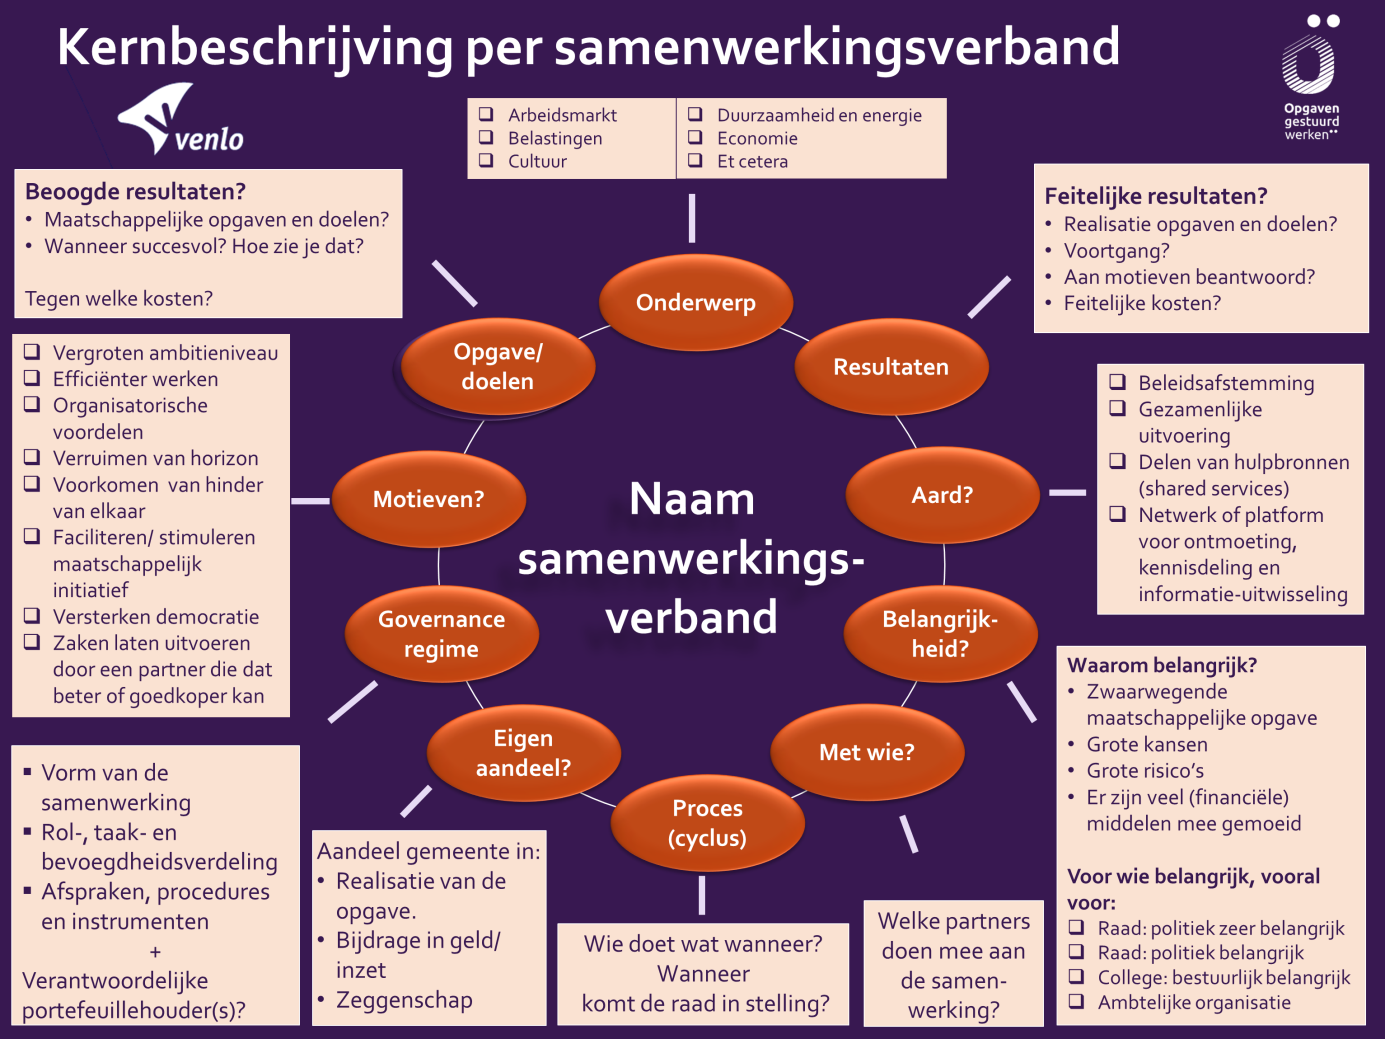 Kernbeschrijving per samenwerkingsverband
venlo
Opgaven
gestuurd
werken
❑ Arbeidsmarkt
❑ Belastingen
❑ Cultuur
❑ Duurzaamheid en energie
❑ Economie
❑ Et cetera
Beoogde resultaten?
• Maatschappelijke opgaven en doelen?
• Wanneer succesvol? Hoe zie je dat?
Tegen welke kosten?
Feitelijke resultaten?
• Realisatie opgaven en doelen?
• Voortgang?
• Aan motieven beantwoord?
• Feitelijke kosten?
Onderwerp
Opgave/
doelen
Resultaten
❑ Vergroten ambitieniveau
❑ Efficiënter werken
❑ Organisatorische
voordelen
❑ Verruimen van horizon
❑ Voorkomen van hinder
van elkaar
❑ Faciliteren/ stimuleren
maatschappelijk
initiatief
❑ Versterken democratie
❑ Zaken laten uitvoeren
door een partner die dat
beter of goedkoper kan
Motieven?
Naam
samenwerkings-
verband
Aard?
❑ Beleidsafstemming
❑ Gezamenlijke
uitvoering
❑ Delen van hulpbronnen
(shared services)
❑ Netwerk of platform
voor ontmoeting,
kennisdeling en
informatie-uitwisseling
Governance
regime
Belangrijk-
heid?
Eigen
aandeel?
Met wie?
Proces
(cyclus)
▪ Vorm van de
samenwerking
▪ Rol-, taak- en
bevoegdheidsverdeling
▪ Afspraken, procedures
en instrumenten
+
Verantwoordelijke
portefeuillehouder(s)?
Aandeel gemeente in:
• Realisatie van de
opgave.
• Bijdrage in geld/
inzet
• Zeggenschap
Wie doet wat wanneer?
Wanneer
komt de raad in stelling?
Welke partners
doen mee aan
de samen-
werking?
Waarom belangrijk?
• Zwaarwegende
maatschappelijke opgave
• Grote kansen
• Grote risico’s
• Er zijn veel (financiële)
middelen mee gemoeid
Voor wie belangrijk, vooral
voor:
❑ Raad: politiek zeer belangrijk
❑ Raad: politiek belangrijk
❑ College: bestuurlijk belangrijk
❑ Ambtelijke organisatie